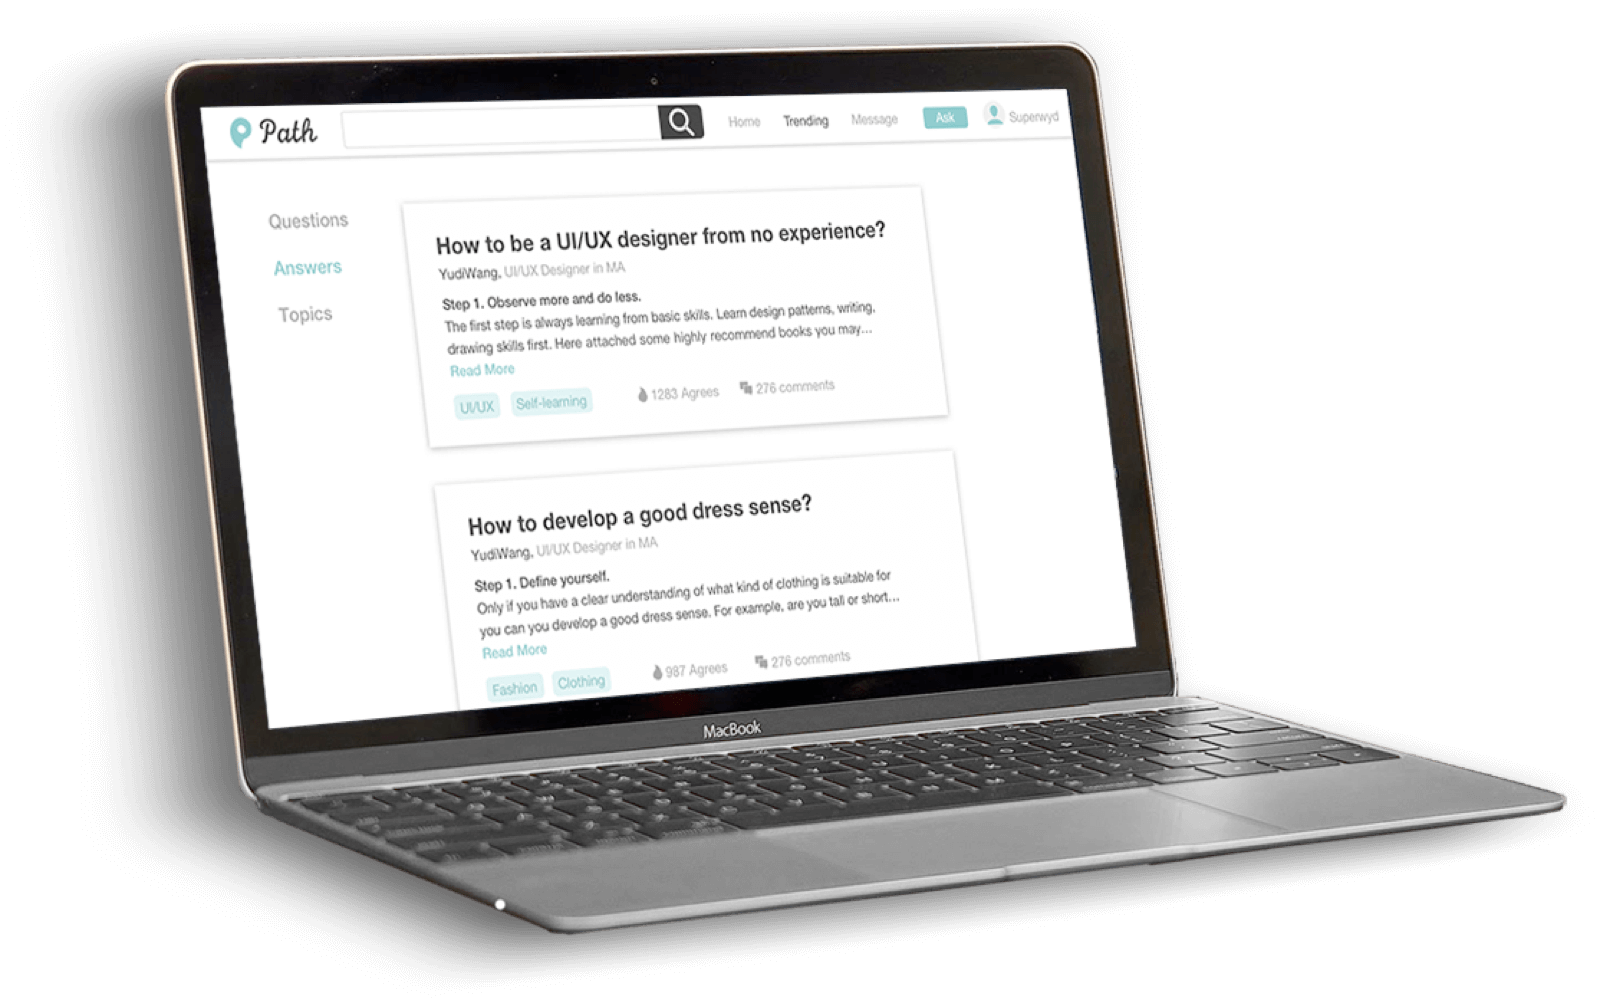 Path
Home Trending Message Ask Superwyd
Questions
Answers
Topics
How to be a UI/UX designer from no experience?
YudiWang, UI/UX Designer in MA
Step 1. Observe more and do less.
The first step is always learning from basic skills. Learn design patterns, writing,
drawing skills first. Here attached some highly recommend books you may...
Read More
UI/UX Self-learning 1283 Agrees 276 comments
How to develop a good dress sense?
YudiWang, UI/UX Designer in MA
Step 1. Define yourself.
Only if you have a clear understanding of what kind of clothing is suitable for
you can you develop a good dress sense. For example, are you tall or short...
Read More
Fashion Clothing 987 Agrees 276 comments
MacBook